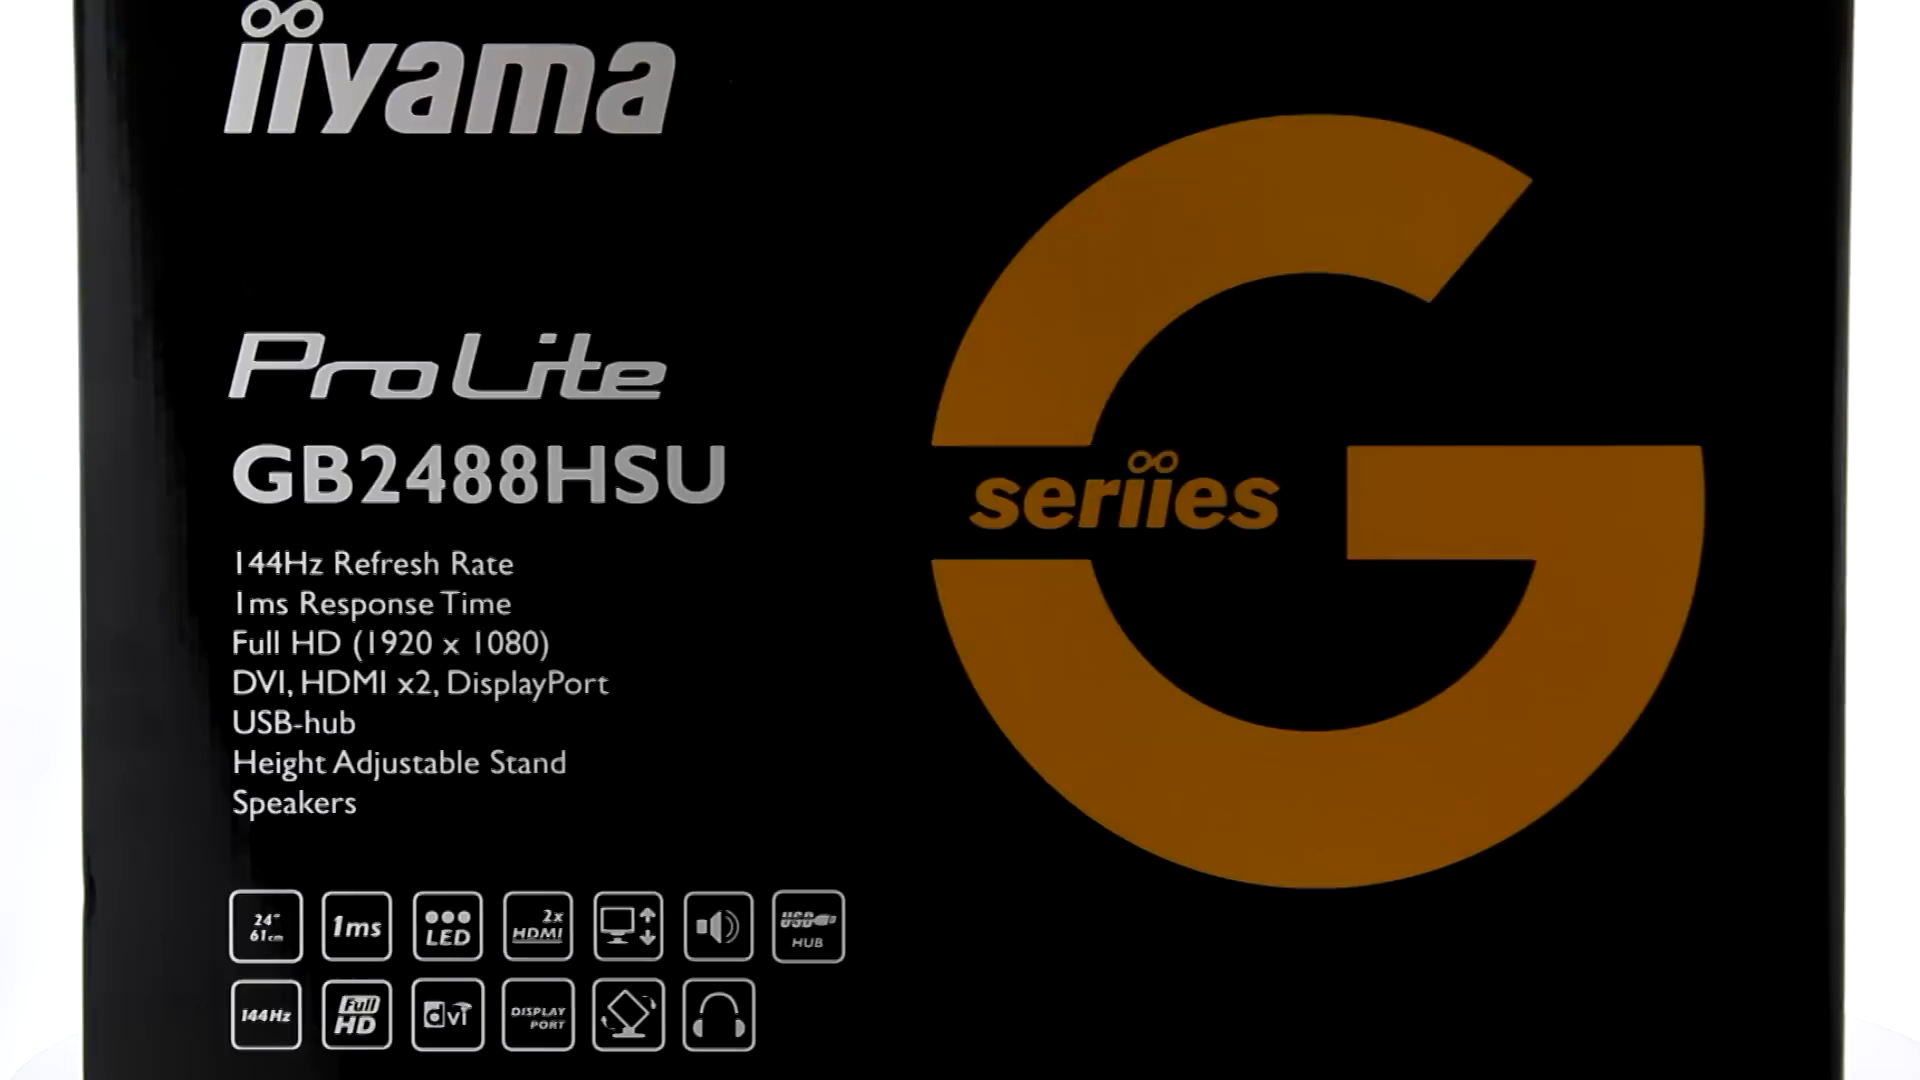 iiyama
ProLite
GB2488HSU
seriies
144Hz Refresh Rate
1ms Response Time
Full HD (1920 x 1080)
DVI, HDMI x2, DisplayPort
USB-hub
Height Adjustable Stand
Speakers
24"
61cm
1ms
LED
2x
HDMI
USB
HUB
144Hz
Full
HD
dvi
DISPLAY
PORT
G